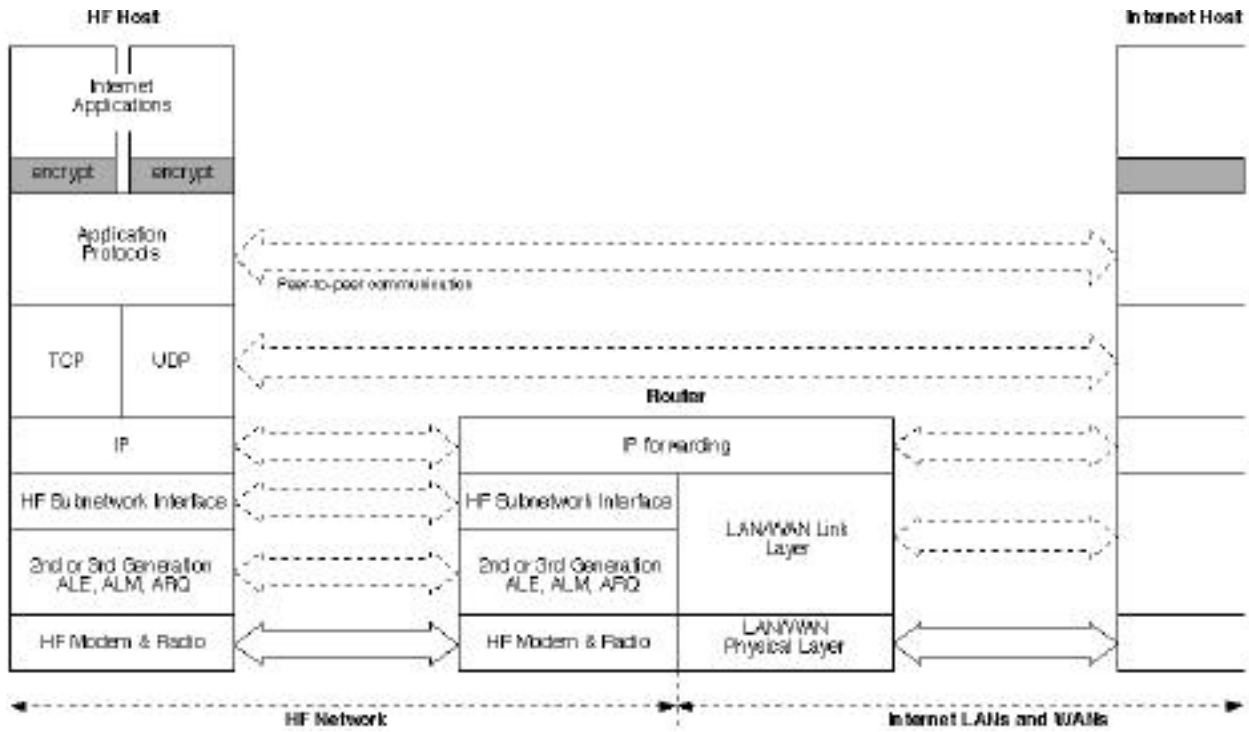 HF Host
Internet Host
Internet
Applications
encrypt
encrypt
Application
Protocols
Peer-to-peer communication
TCP
UDP
Router
IP
IP forwarding
HF Subnetwork Interface
HF Subnetwork Interface
LAN/WAN Link
Layer
2nd or 3rd Generation
ALE, ALM, ARQ
2nd or 3rd Generation
ALE, ALM, ARQ
HF Modem & Radio
HF Modem & Radio
LAN/WAN
Physical Layer
HF Network
Internet LANs and WANs